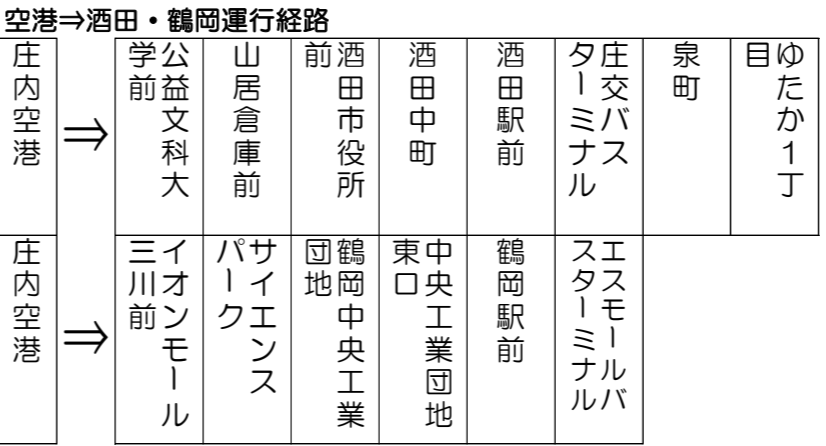 空港⇒酒田・鶴岡運行経路
庄内空港
⇒
公益文科大
学前
山居倉庫前
酒田市役所
前
酒田中町
酒田駅前
庄交バス
ターミナル
泉町
ゆたか1丁
目
庄内空港
⇒
イオンモール
三川前
サイエンス
パーク
鶴岡中央工業
団地
中央工業団地
東口
鶴岡駅前
エスモールバ
スターミナル